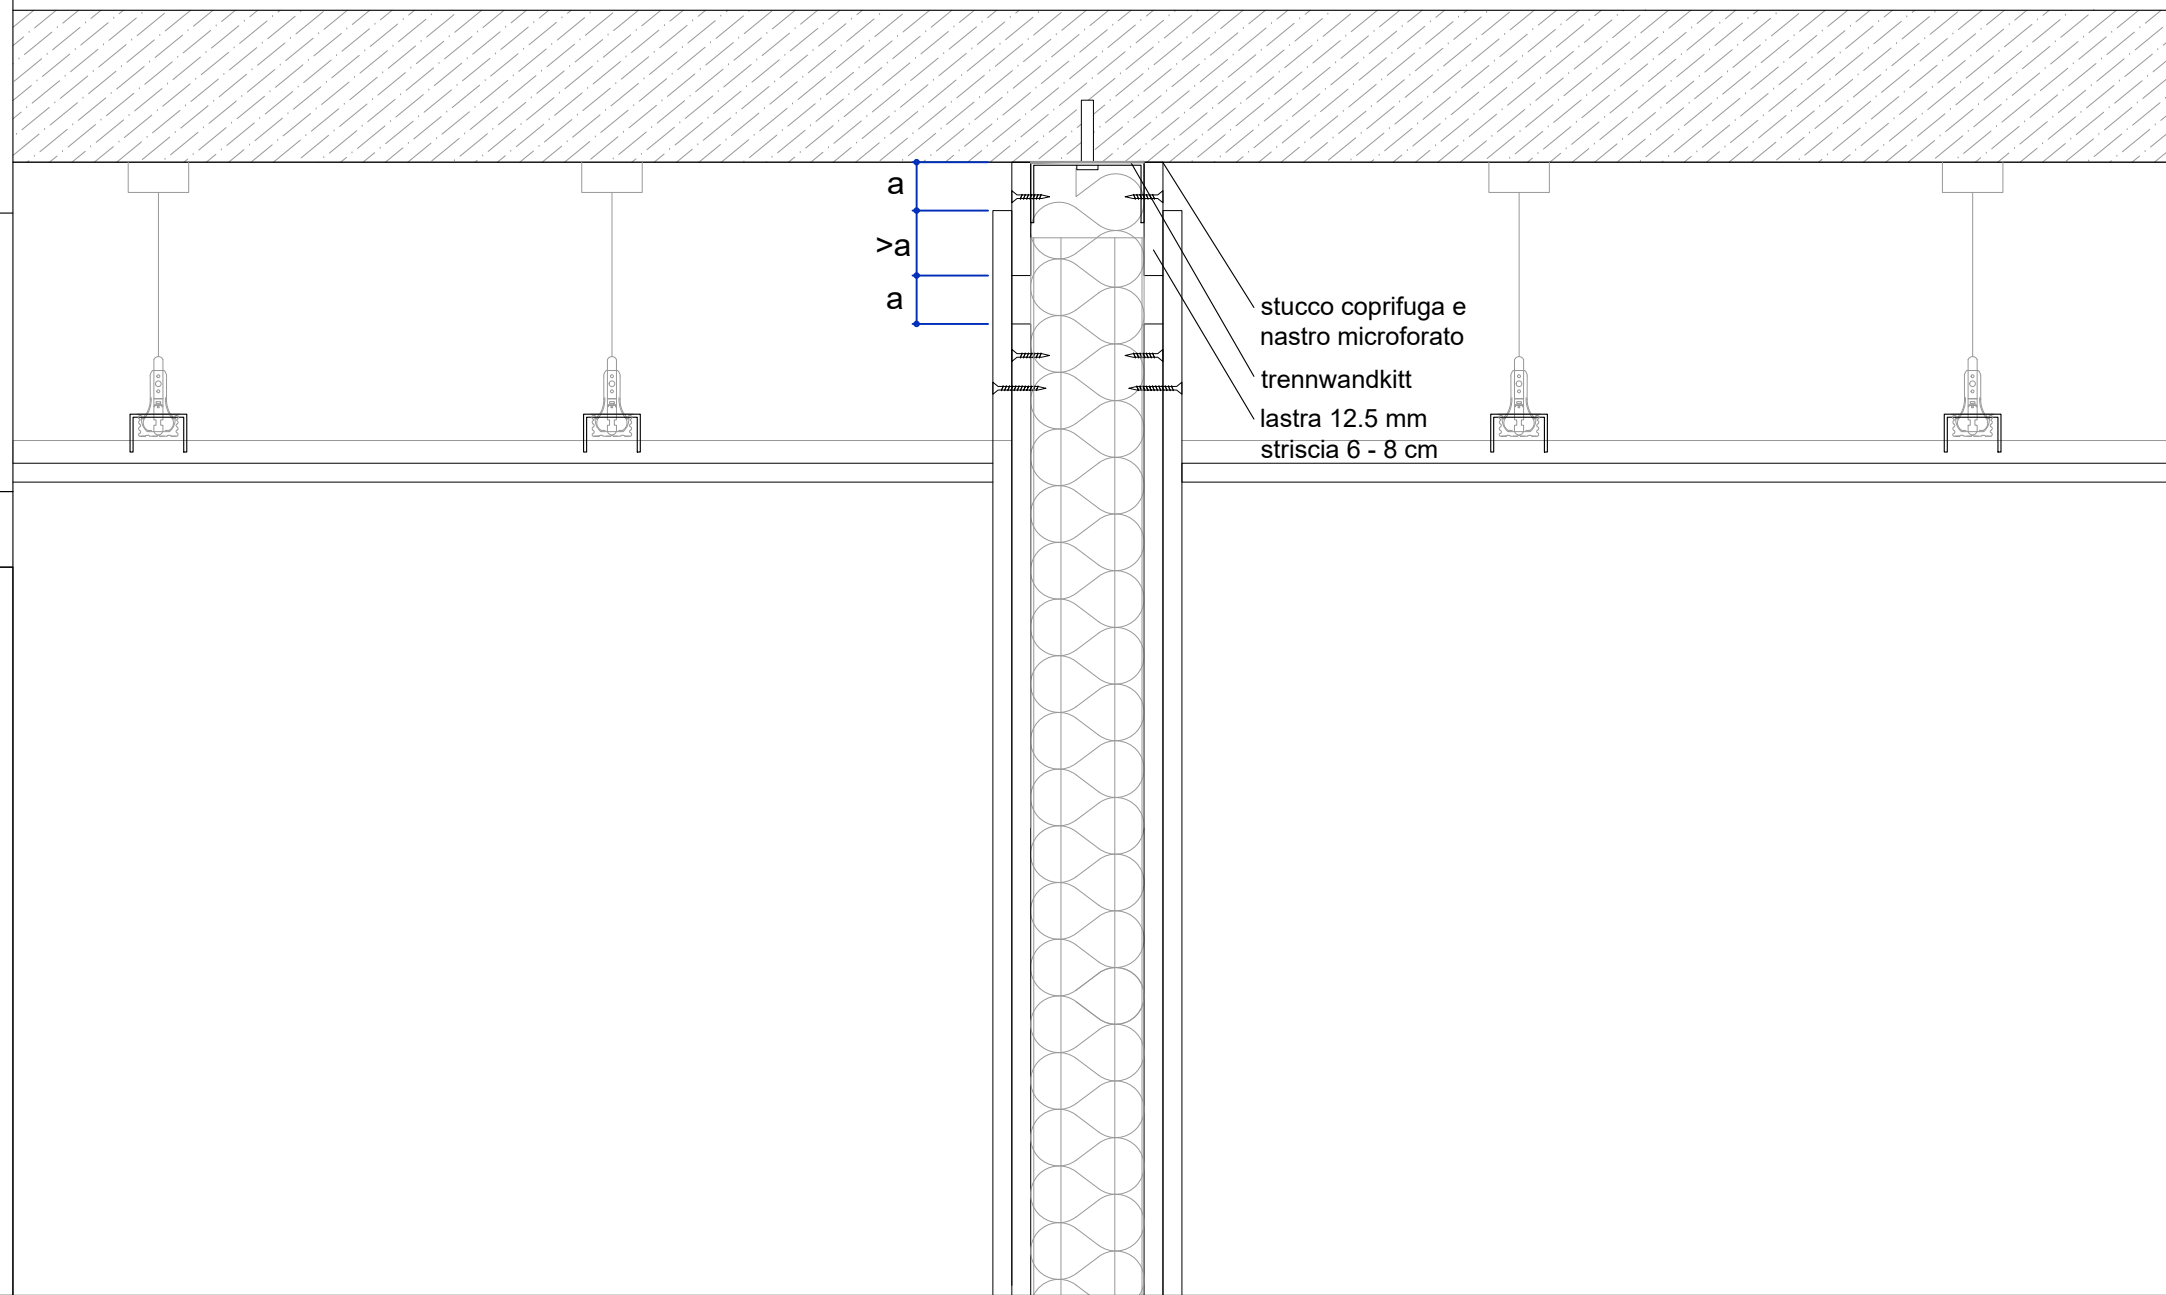 a
>a
a
stucco coprifuga e
nastro microforato
trennwandkitt
lastra 12.5 mm
striscia 6 - 8 cm